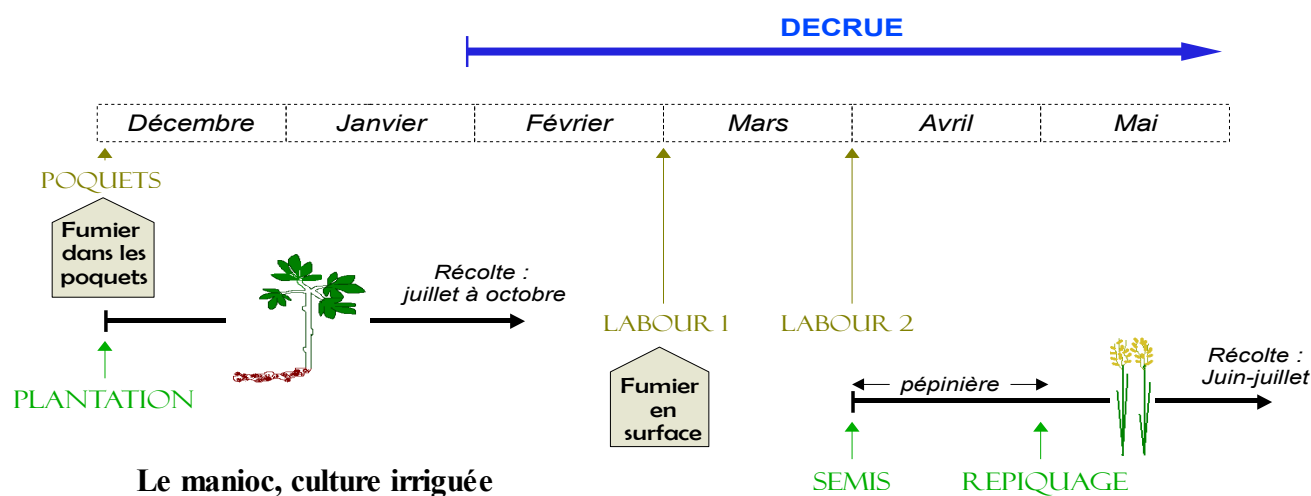 DECRUE
Décembre
Janvier
Février
Mars
Avril
Mai
POQUETS
Fumier
dans les
poquets
Récolte :
juillet à octobre
LABOUR 1
LABOUR 2
PLANTATION
Fumier
en
surface
pépinière
Récolte :
Juin-juillet
SEMIS
REPIQUAGE
Le manioc, culture irriguée